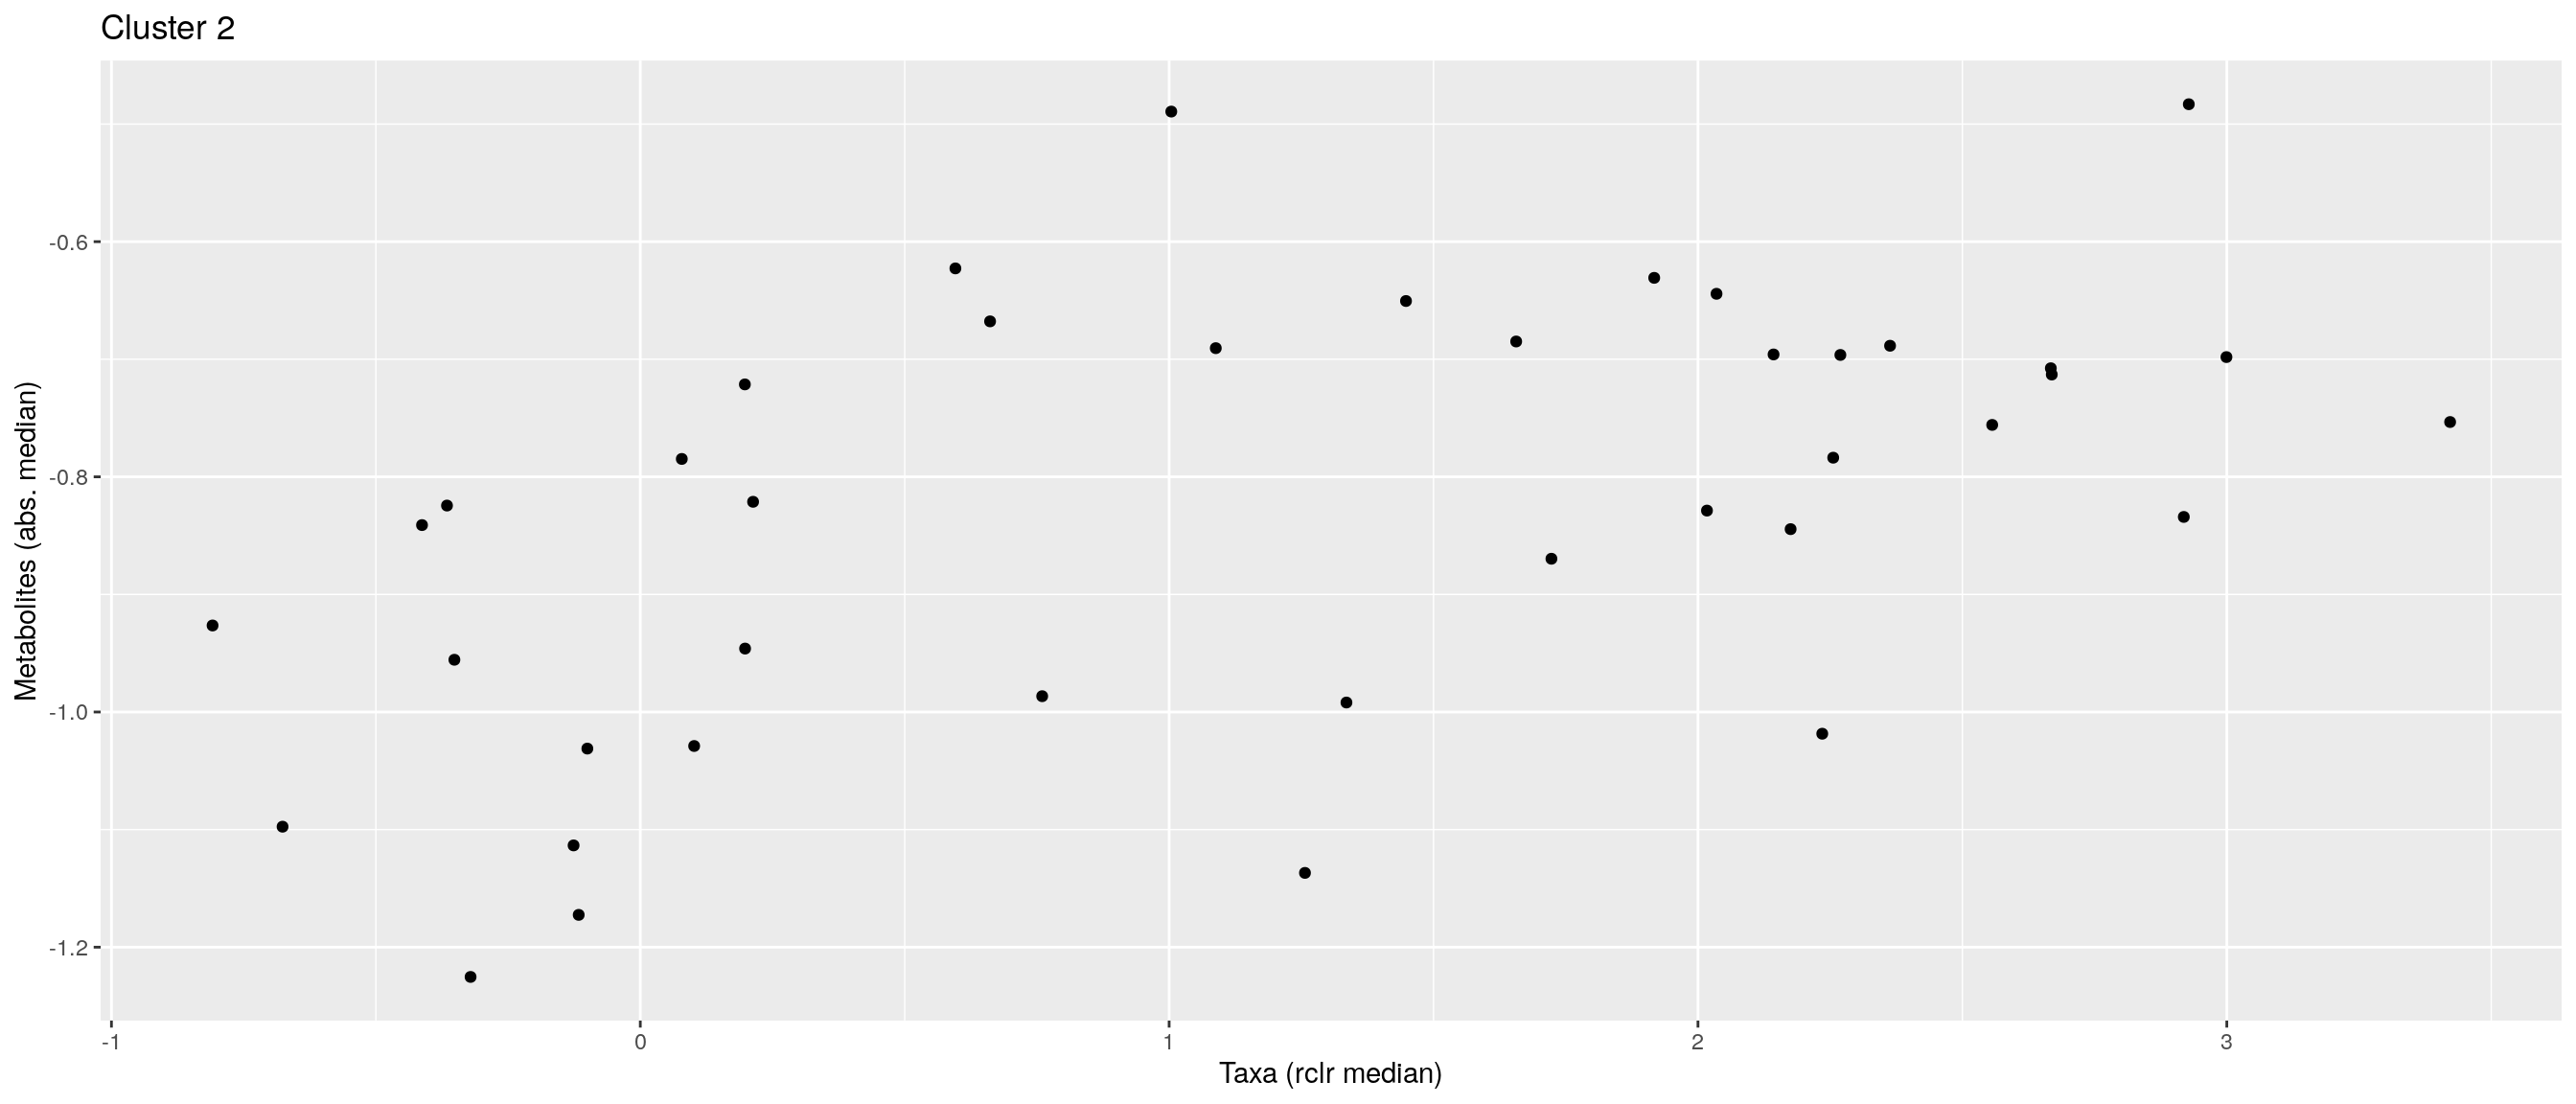 Cluster 2
Metabolites (abs. median)
-0.6
-0.8
-1.0
-1.2
-1 0 1 2 3
Taxa (rclr median)